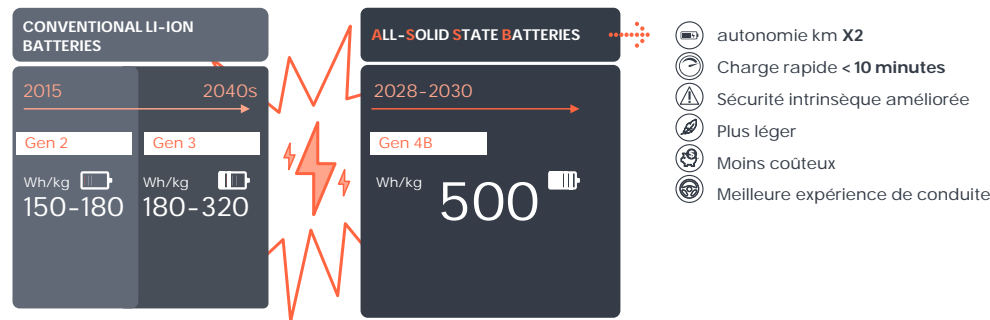 CONVENTIONAL LI-ION
BATTERIES
2015 2040s
Gen 2 Gen 3
Wh/kg Wh/kg
150-180 180-320
ALL-SOLID STATE BATTERIES
2028-2030
Gen 4B
Wh/kg
500
autonomie km X2
Charge rapide < 10 minutes
Sécurité intrinsèque améliorée
Plus léger
Moins coûteux
Meilleure expérience de conduite